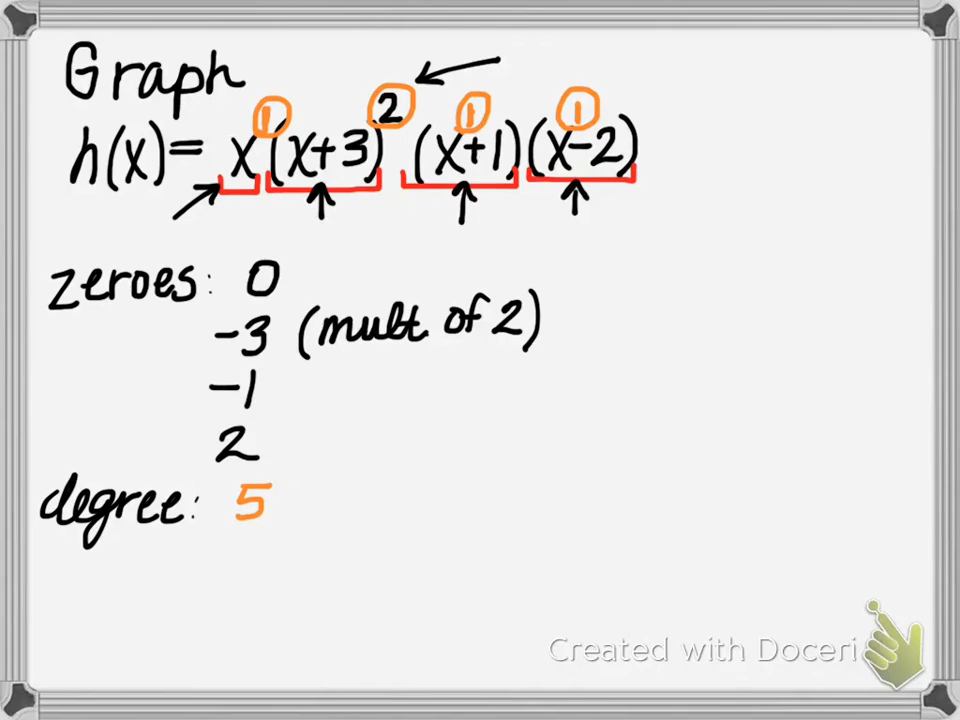 Graph
h(x) = x¹(x+3)²(x+1)¹(x-2)¹
zeroes: 0
-3 (mult. of 2)
-1
2
degree: 5
Created with Doceri